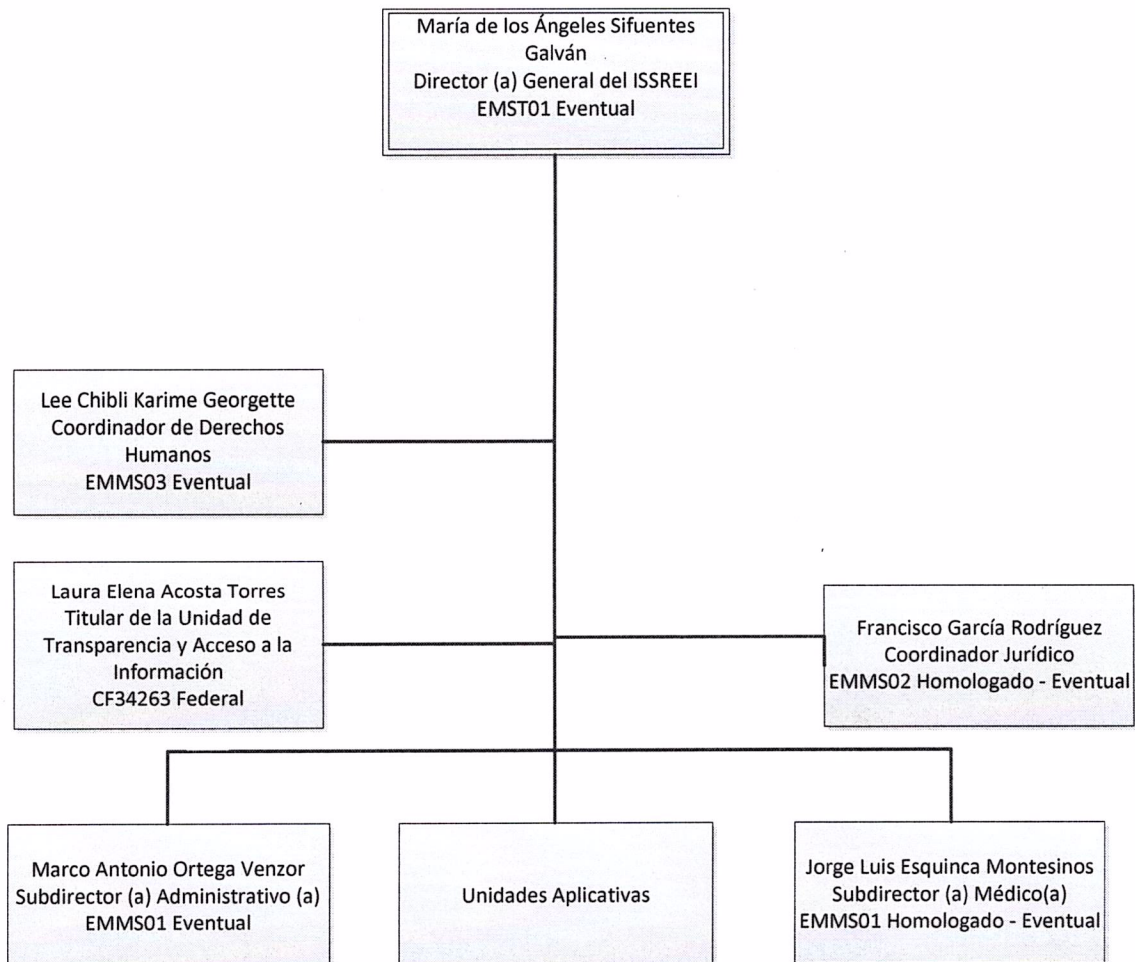 María de los Ángeles Sifuentes
Galván
Director (a) General del ISSREEI
EMST01 Eventual
Lee Chibli Karime Georgette
Coordinador de Derechos
Humanos
EMMS03 Eventual
Laura Elena Acosta Torres
Titular de la Unidad de
Transparencia y Acceso a la
Información
CF34263 Federal
Francisco García Rodríguez
Coordinador Jurídico
EMMS02 Homologado - Eventual
Marco Antonio Ortega Venzor
Subdirector (a) Administrativo (a)
EMMS01 Eventual
Unidades Aplicativas
Jorge Luis Esquinca Montesinos
Subdirector (a) Médico(a)
EMMS01 Homologado - Eventual